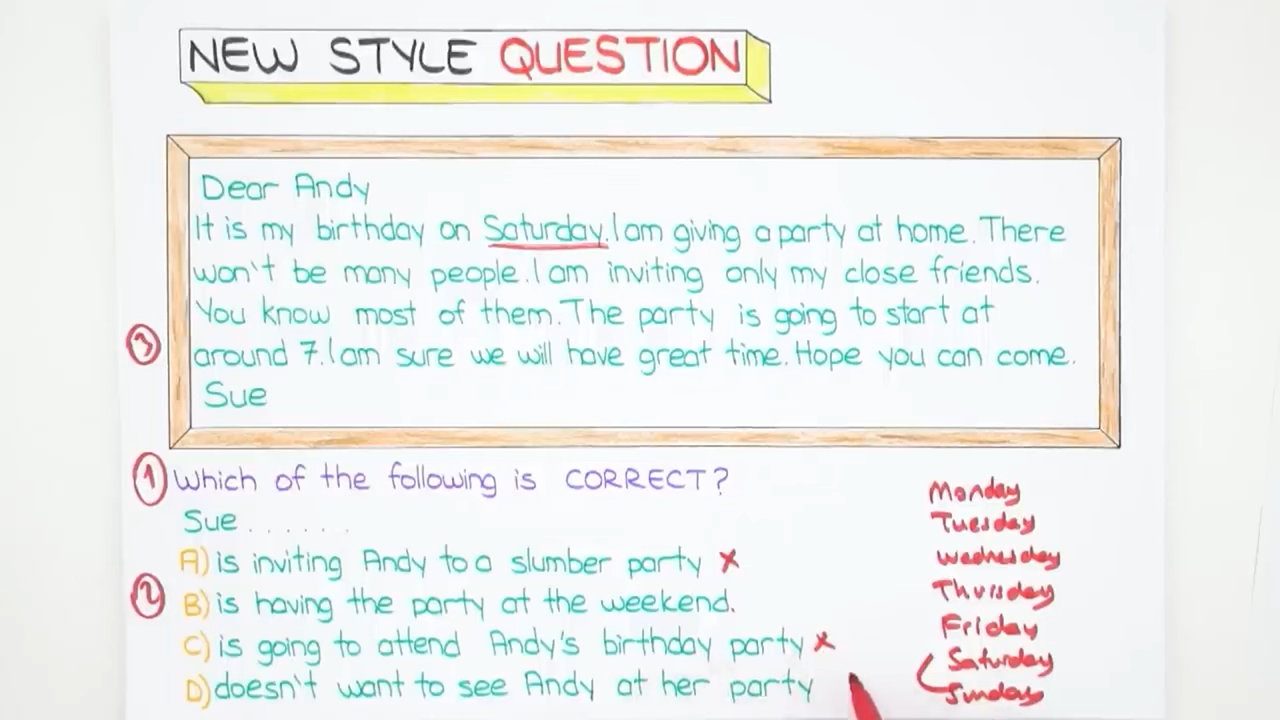 NEW STYLE QUESTION
Dear Andy
It is my birthday on Saturday. I am giving a party at home. There
won't be many people. I am inviting only my close friends.
You know most of them. The party is going to start at
3
around 7. I am sure we will have great time. Hope you can come.
Sue
1 Which of the following is CORRECT?
Sue . . . . . .
A) is inviting Andy to a slumber party x
2 B) is having the party at the weekend.
C) is going to attend Andy's birthday party x
D) doesn't want to see Andy at her party
Monday
Tuesday
Wednesday
Thursday
Friday
Saturday
Sunday